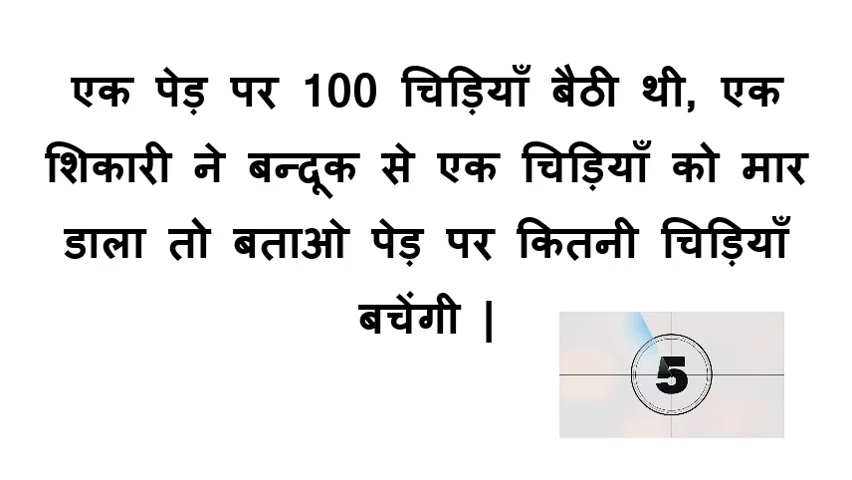 एक पेड़ पर 100 चिड़ियाँ बैठी थी, एक
शिकारी ने बन्दूक से एक चिड़ियाँ को मार
डाला तो बताओ पेड़ पर कितनी चिड़ियाँ
बचेंगी |
5